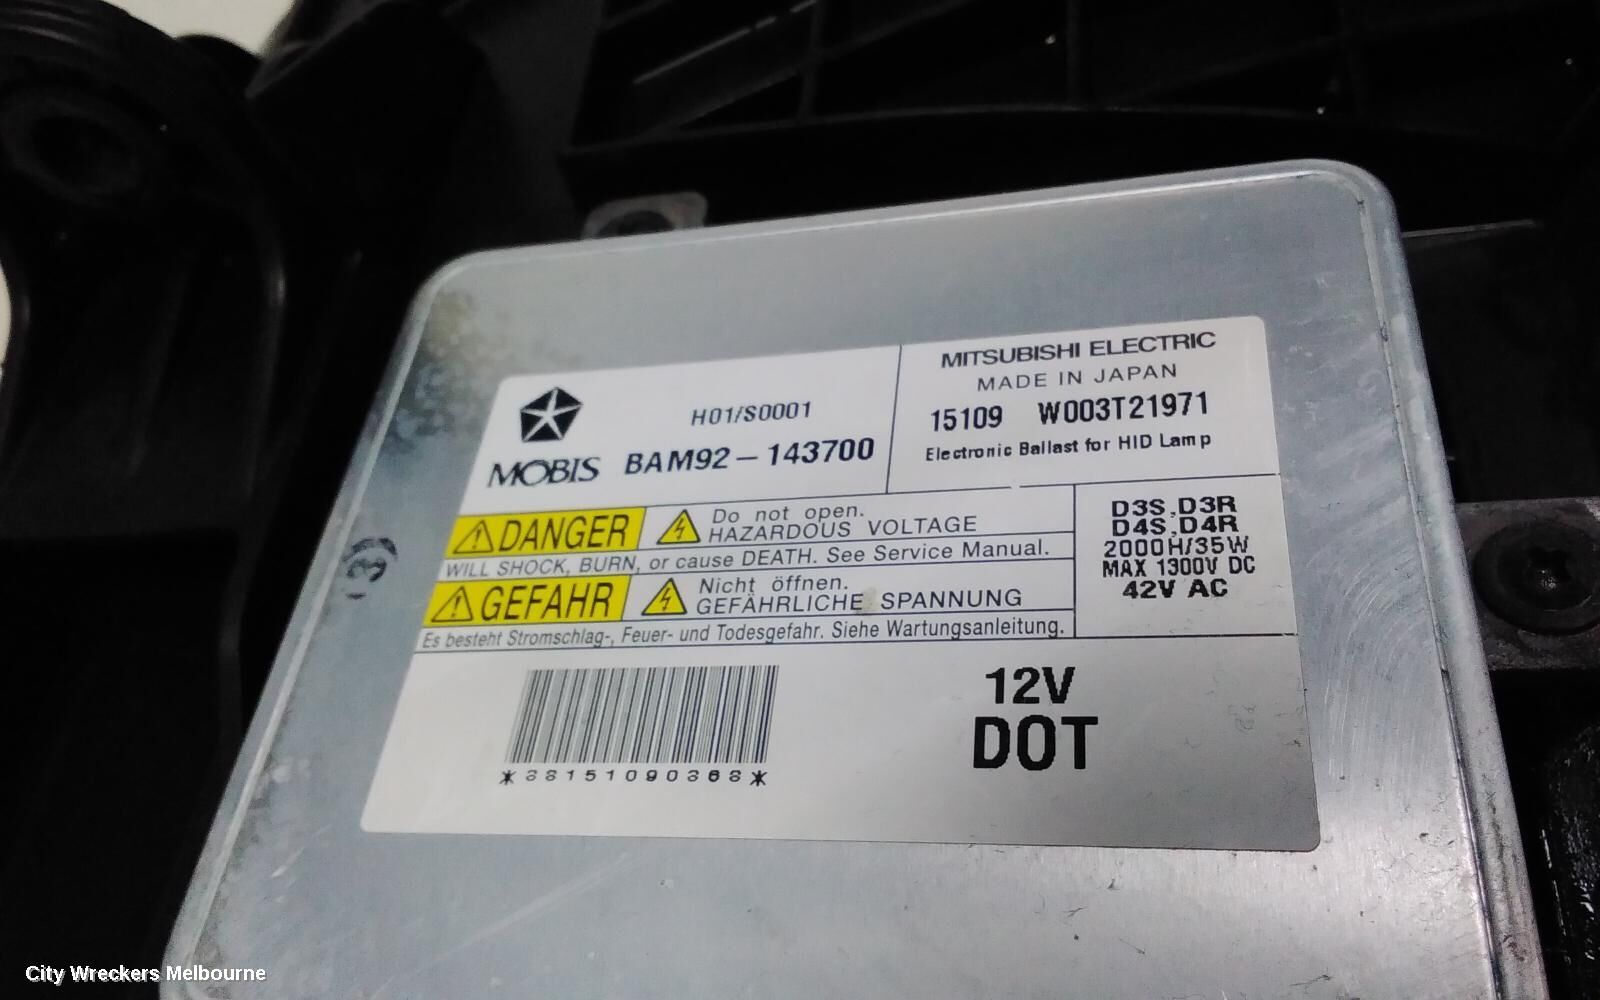 H01/S0001
MOBIS BAM92-143700
MITSUBISHI ELECTRIC
MADE IN JAPAN
15109 W003T21971
Electronic Ballast for HID Lamp
DANGER
Do not open.
HAZARDOUS VOLTAGE
WILL SHOCK, BURN, or cause DEATH. See Service Manual.
GEFAHR
Nicht öffnen.
GEFÄHRLICHE SPANNUNG
Es besteht Stromschlag-, Feuer- und Todesgefahr. Siehe Wartungsanleitung.
D3S,D3R
D4S,D4R
2000H/35W
MAX 1300V DC
42V AC
12V
DOT
City Wreckers Melbourne